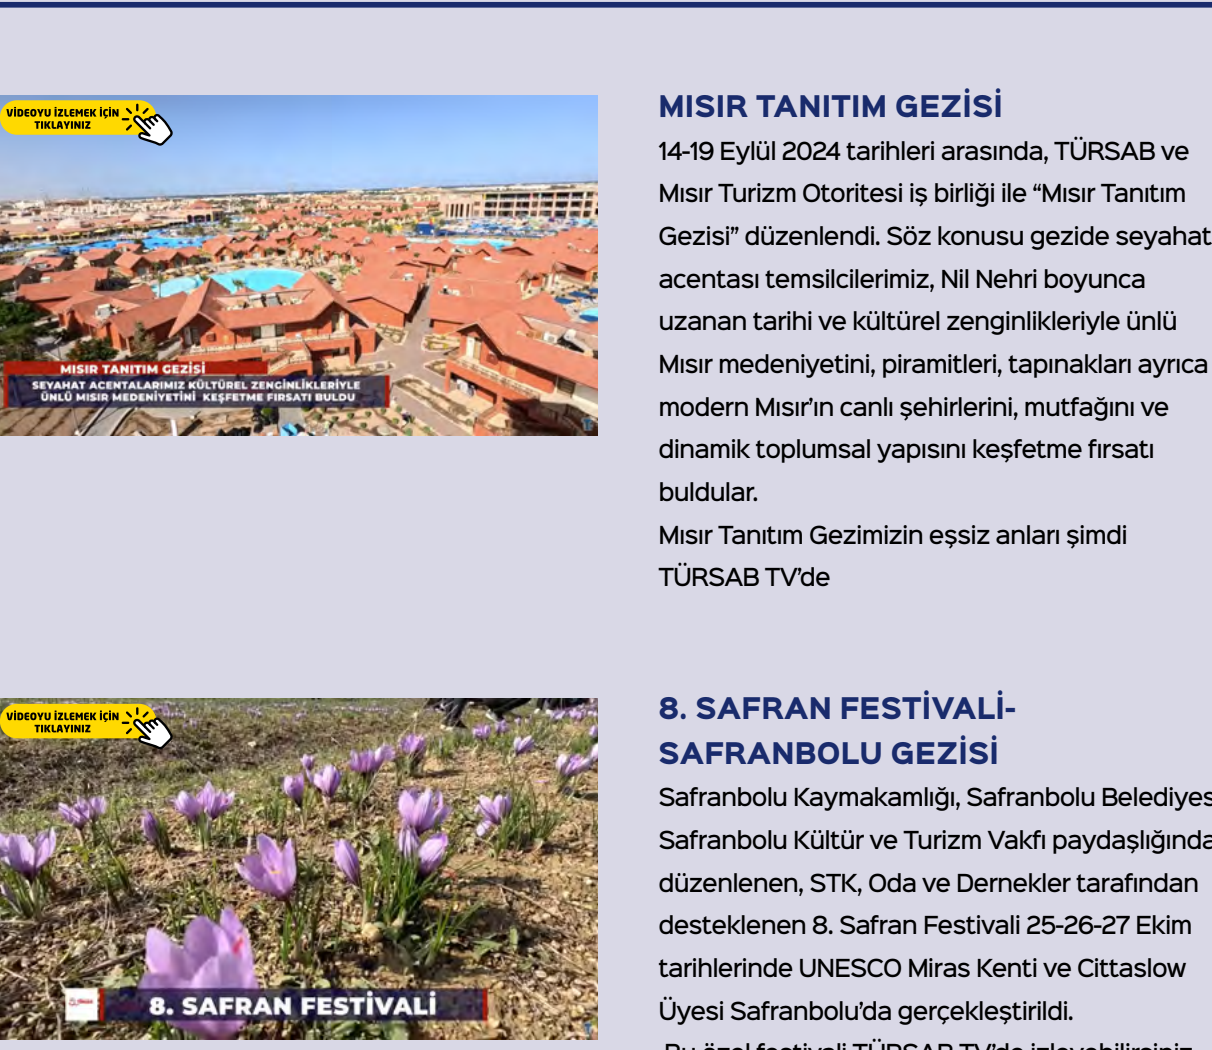 VİDEOYU İZLEMEK İÇİN
TIKLAYINIZ
MISIR TANITIM GEZİSİ
SEYAHAT ACENTALARIMIZ KÜLTÜREL ZENGİNLİKLERİYLE
ÜNLÜ MISIR MEDENİYETİNİ KEŞFETME FIRSATI BULDU
MISIR TANITIM GEZİSİ
14-19 Eylül 2024 tarihleri arasında, TÜRSAB ve
Mısır Turizm Otoritesi iş birliği ile “Mısır Tanıtım
Gezisi” düzenlendi. Söz konusu gezide seyahat
acentası temsilcilerimiz, Nil Nehri boyunca
uzanan tarihi ve kültürel zenginlikleriyle ünlü
Mısır medeniyetini, piramitleri, tapınakları ayrıca
modern Mısır’ın canlı şehirlerini, mutfağını ve
dinamik toplumsal yapısını keşfetme fırsatı
buldular.
Mısır Tanıtım Gezimizin eşsiz anları şimdi
TÜRSAB TV’de
VİDEOYU İZLEMEK İÇİN
TIKLAYINIZ
8. SAFRAN FESTİVALİ
8. SAFRAN FESTİVALİ-
SAFRANBOLU GEZİSİ
Safranbolu Kaymakamlığı, Safranbolu Belediyes
Safranbolu Kültür ve Turizm Vakfı paydaşlığında
düzenlenen, STK, Oda ve Dernekler tarafından
desteklenen 8. Safran Festivali 25-26-27 Ekim
tarihlerinde UNESCO Miras Kenti ve Cittaslow
Üyesi Safranbolu’da gerçekleştirildi.
Bu özel festivali TÜRSAB TV’de izleyebilirsiniz